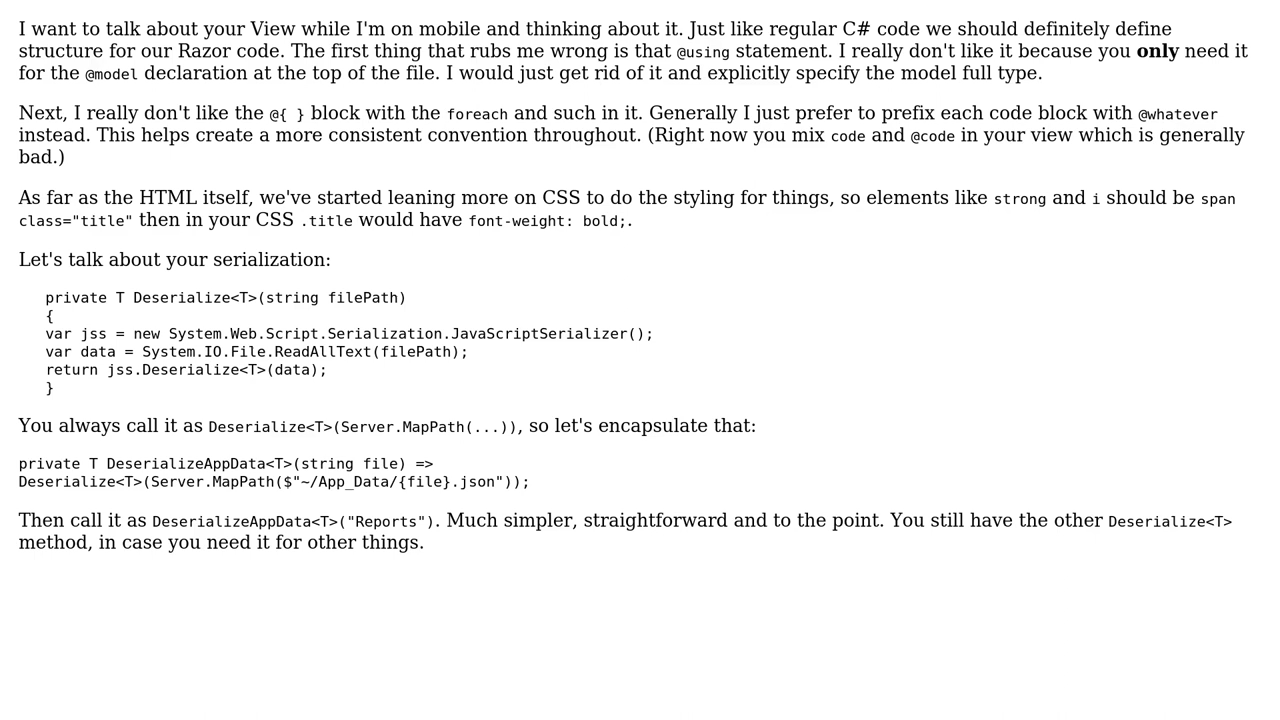 I want to talk about your View while I'm on mobile and thinking about it. Just like regular C# code we should definitely define
structure for our Razor code. The first thing that rubs me wrong is that @using statement. I really don't like it because you only need it
for the @model declaration at the top of the file. I would just get rid of it and explicitly specify the model full type.
Next, I really don't like the @{ } block with the foreach and such in it. Generally I just prefer to prefix each code block with @whatever
instead. This helps create a more consistent convention throughout. (Right now you mix code and @code in your view which is generally
bad.)
As far as the HTML itself, we've started leaning more on CSS to do the styling for things, so elements like strong and i should be span
class="title" then in your CSS .title would have font-weight: bold;.
Let's talk about your serialization:
private T Deserialize<T>(string filePath)
{
var jss = new System.Web.Script.Serialization.JavaScriptSerializer();
var data = System.IO.File.ReadAllText(filePath);
return jss.Deserialize<T>(data);
}
You always call it as Deserialize<T>(Server.MapPath(...)), so let's encapsulate that:
private T DeserializeAppData<T>(string file) =>
Deserialize<T>(Server.MapPath($"~/App_Data/{file}.json"));
Then call it as DeserializeAppData<T>("Reports"). Much simpler, straightforward and to the point. You still have the other Deserialize<T>
method, in case you need it for other things.